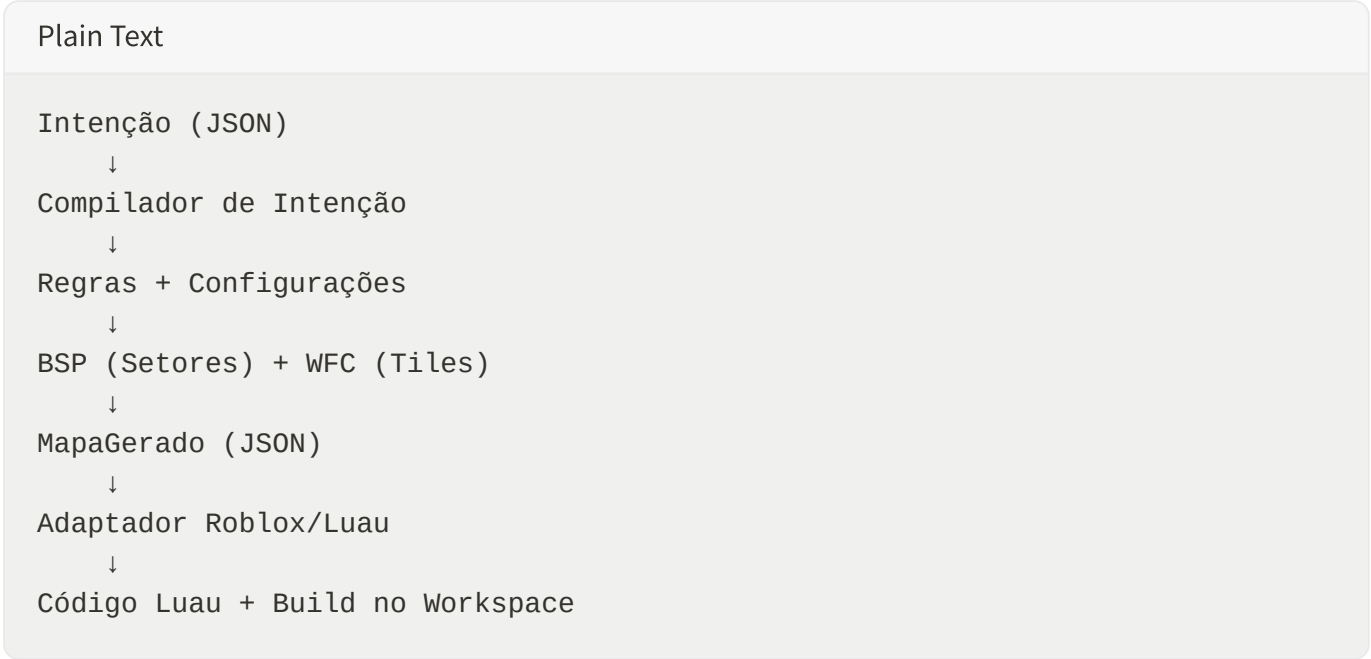 Plain Text
Intenção (JSON)
↓
Compilador de Intenção
↓
Regras + Configurações
↓
BSP (Setores) + WFC (Tiles)
↓
MapaGerado (JSON)
↓
Adaptador Roblox/Luau
↓
Código Luau + Build no Workspace